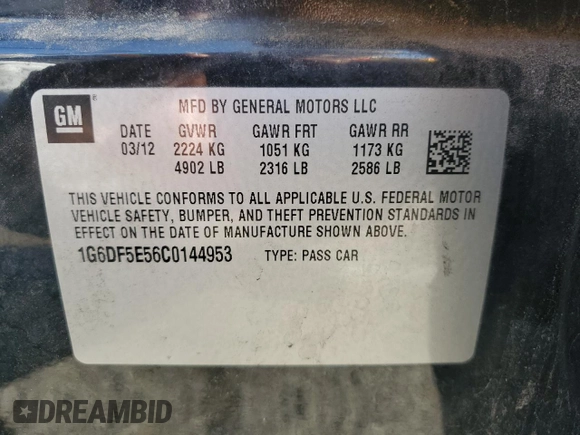 GM
MFD BY GENERAL MOTORS LLC
DATE GVWR GAWR FRT GAWR RR
03/12 2224 KG 1051 KG 1173 KG
4902 LB 2316 LB 2586 LB
THIS VEHICLE CONFORMS TO ALL APPLICABLE U.S. FEDERAL MOTOR
VEHICLE SAFETY, BUMPER, AND THEFT PREVENTION STANDARDS IN
EFFECT ON THE DATE OF MANUFACTURE SHOWN ABOVE.
1G6DF5E56C0144953 TYPE: PASS CAR
DREAMBID